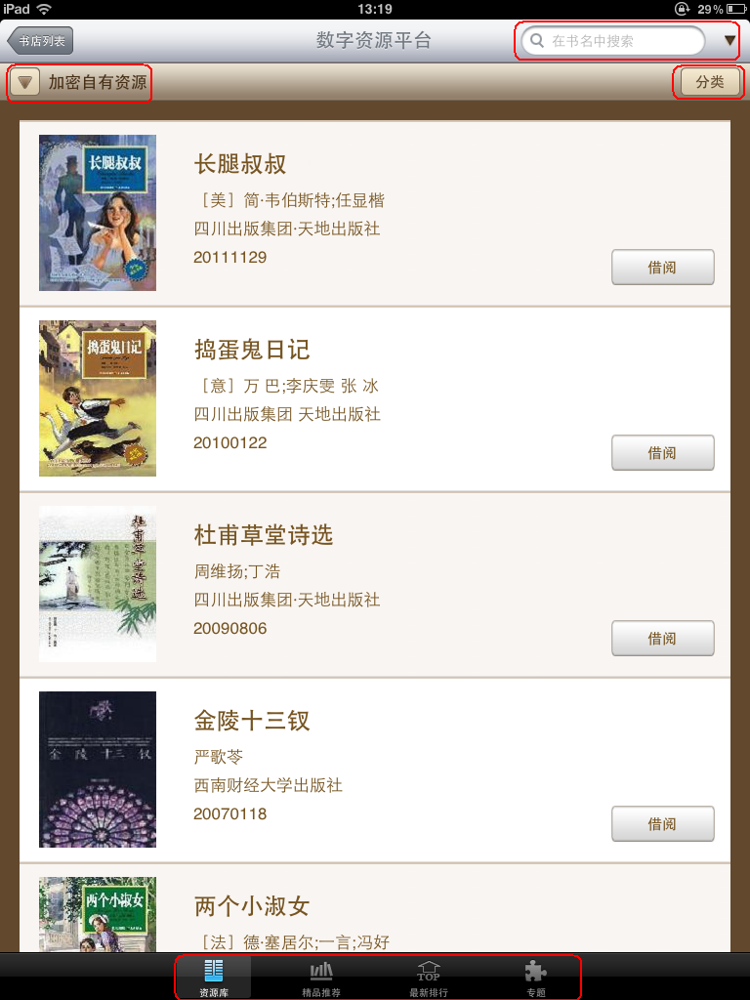 iPad 13:19 29%
书店列表 数字资源平台 在书名中搜索
加密自有资源 分类
长腿叔叔
长腿叔叔
［美］简·韦伯斯特;任显楷
四川出版集团·天地出版社
20111129
借阅
捣蛋鬼日记
捣蛋鬼日记
［意］万 巴;李庆雯 张 冰
四川出版集团 天地出版社
20100122
借阅
杜甫草堂诗选
杜甫草堂诗选
周维扬;丁浩
四川出版集团·天地出版社
20090806
借阅
金陵十三钗
金陵十三钗
严歌苓
西南财经大学出版社
20070118
借阅
两个小淑女
两个小淑女
［法］德·塞居尔;一言;冯好
TOP
资源库 精品推荐 最新排行 专题